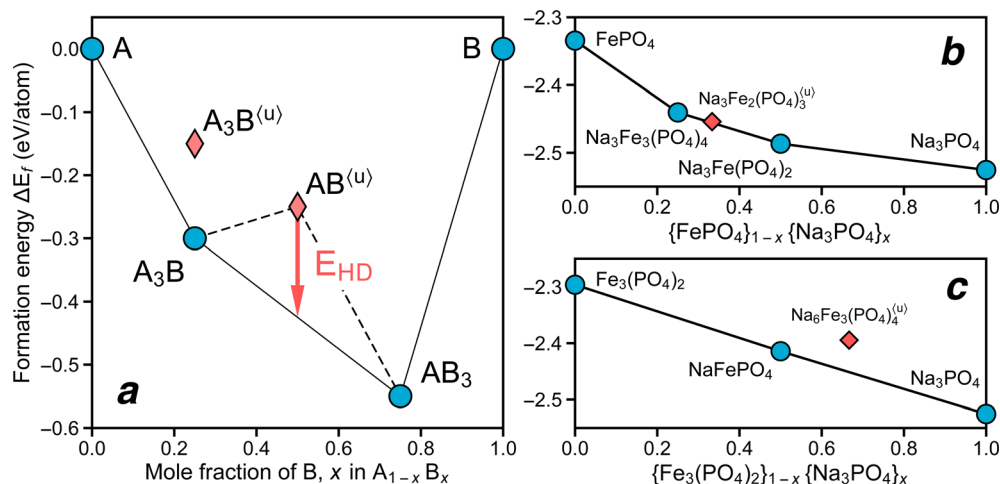 A
B
A₃B⟨ᵘ⟩
AB⟨ᵘ⟩
A₃B
E_HD
AB₃
a
0.0
−0.1
−0.2
−0.3
−0.4
−0.5
−0.6
Formation energy ΔE_f (eV/atom)
0.0 0.2 0.4 0.6 0.8 1.0
Mole fraction of B, x in A₁₋ₓ Bₓ
−2.3
−2.4
−2.5
FePO₄
b
Na₃Fe₂(PO₄)₃⟨ᵘ⟩
Na₃Fe₃(PO₄)₄
Na₃PO₄
Na₃Fe(PO₄)₂
0.0 0.2 0.4 0.6 0.8 1.0
{FePO₄}₁₋ₓ {Na₃PO₄}ₓ
−2.3
−2.4
−2.5
Fe₃(PO₄)₂
c
Na₆Fe₃(PO₄)₄⟨ᵘ⟩
NaFePO₄
Na₃PO₄
0.0 0.2 0.4 0.6 0.8 1.0
{Fe₃(PO₄)₂}₁₋ₓ {Na₃PO₄}ₓ